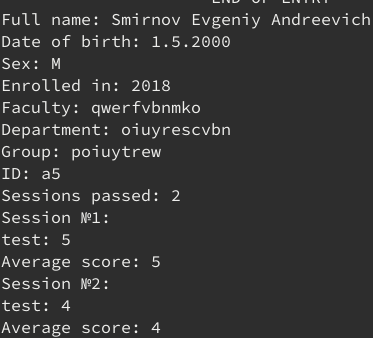 END OF ENTRY
Full name: Smirnov Evgeniy Andreevich
Date of birth: 1.5.2000
Sex: M
Enrolled in: 2018
Faculty: qwerfvbnmko
Department: oiuyrescvbn
Group: poiuytrew
ID: a5
Sessions passed: 2
Session №1:
test: 5
Average score: 5
Session №2:
test: 4
Average score: 4